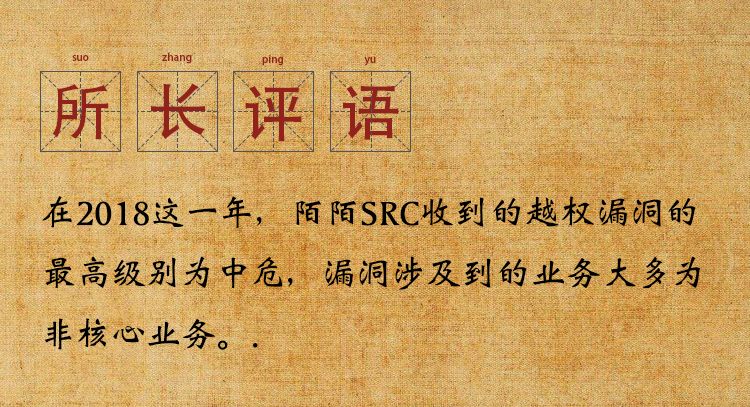 suo zhang ping yu
所长评语
在2018这一年，陌陌SRC收到的越权漏洞的
最高级别为中危，漏洞涉及到的业务大多为
非核心业务。.